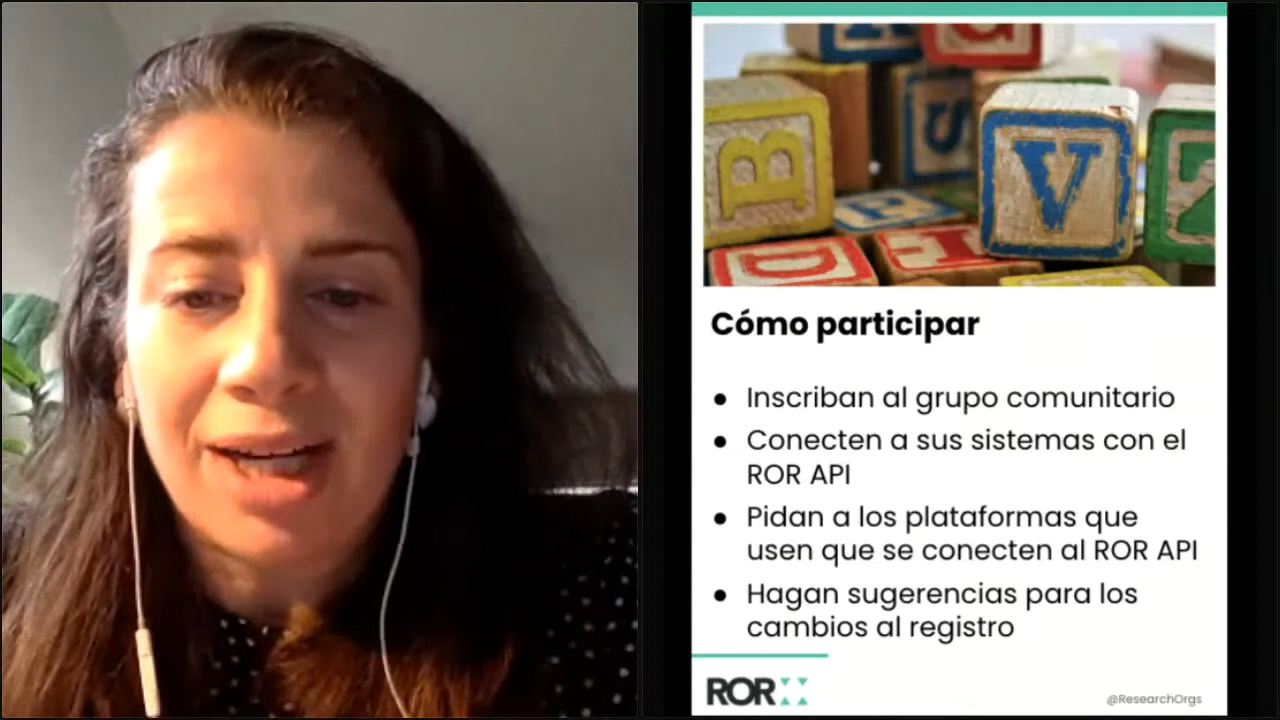 B
S
V
Z
D
Cómo participar
● Inscriban al grupo comunitario
● Conecten a sus sistemas con el
ROR API
● Pidan a los plataformas que
usen que se conecten al ROR API
● Hagan sugerencias para los
cambios al registro
ROR
@ResearchOrgs